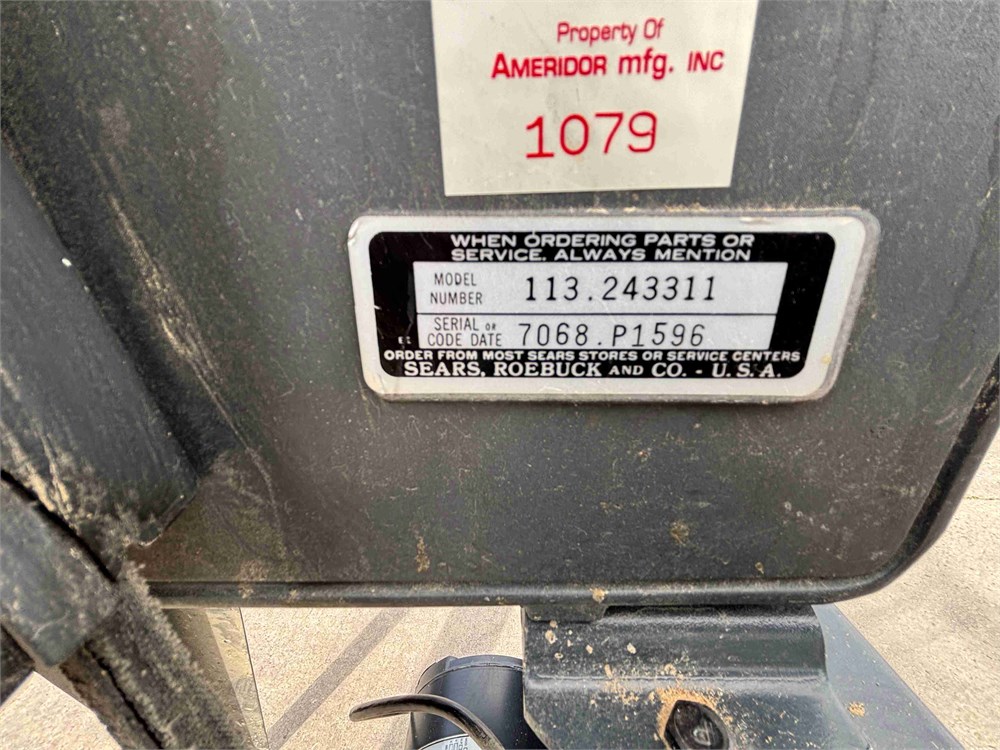 Property Of
AMERIDOR mfg. INC
1079
WHEN ORDERING PARTS OR
SERVICE, ALWAYS MENTION
MODEL
NUMBER 113.243311
SERIAL OR
CODE DATE 7068.P1596
ORDER FROM MOST SEARS STORES OR SERVICE CENTERS
SEARS, ROEBUCK AND CO. - U.S.A.